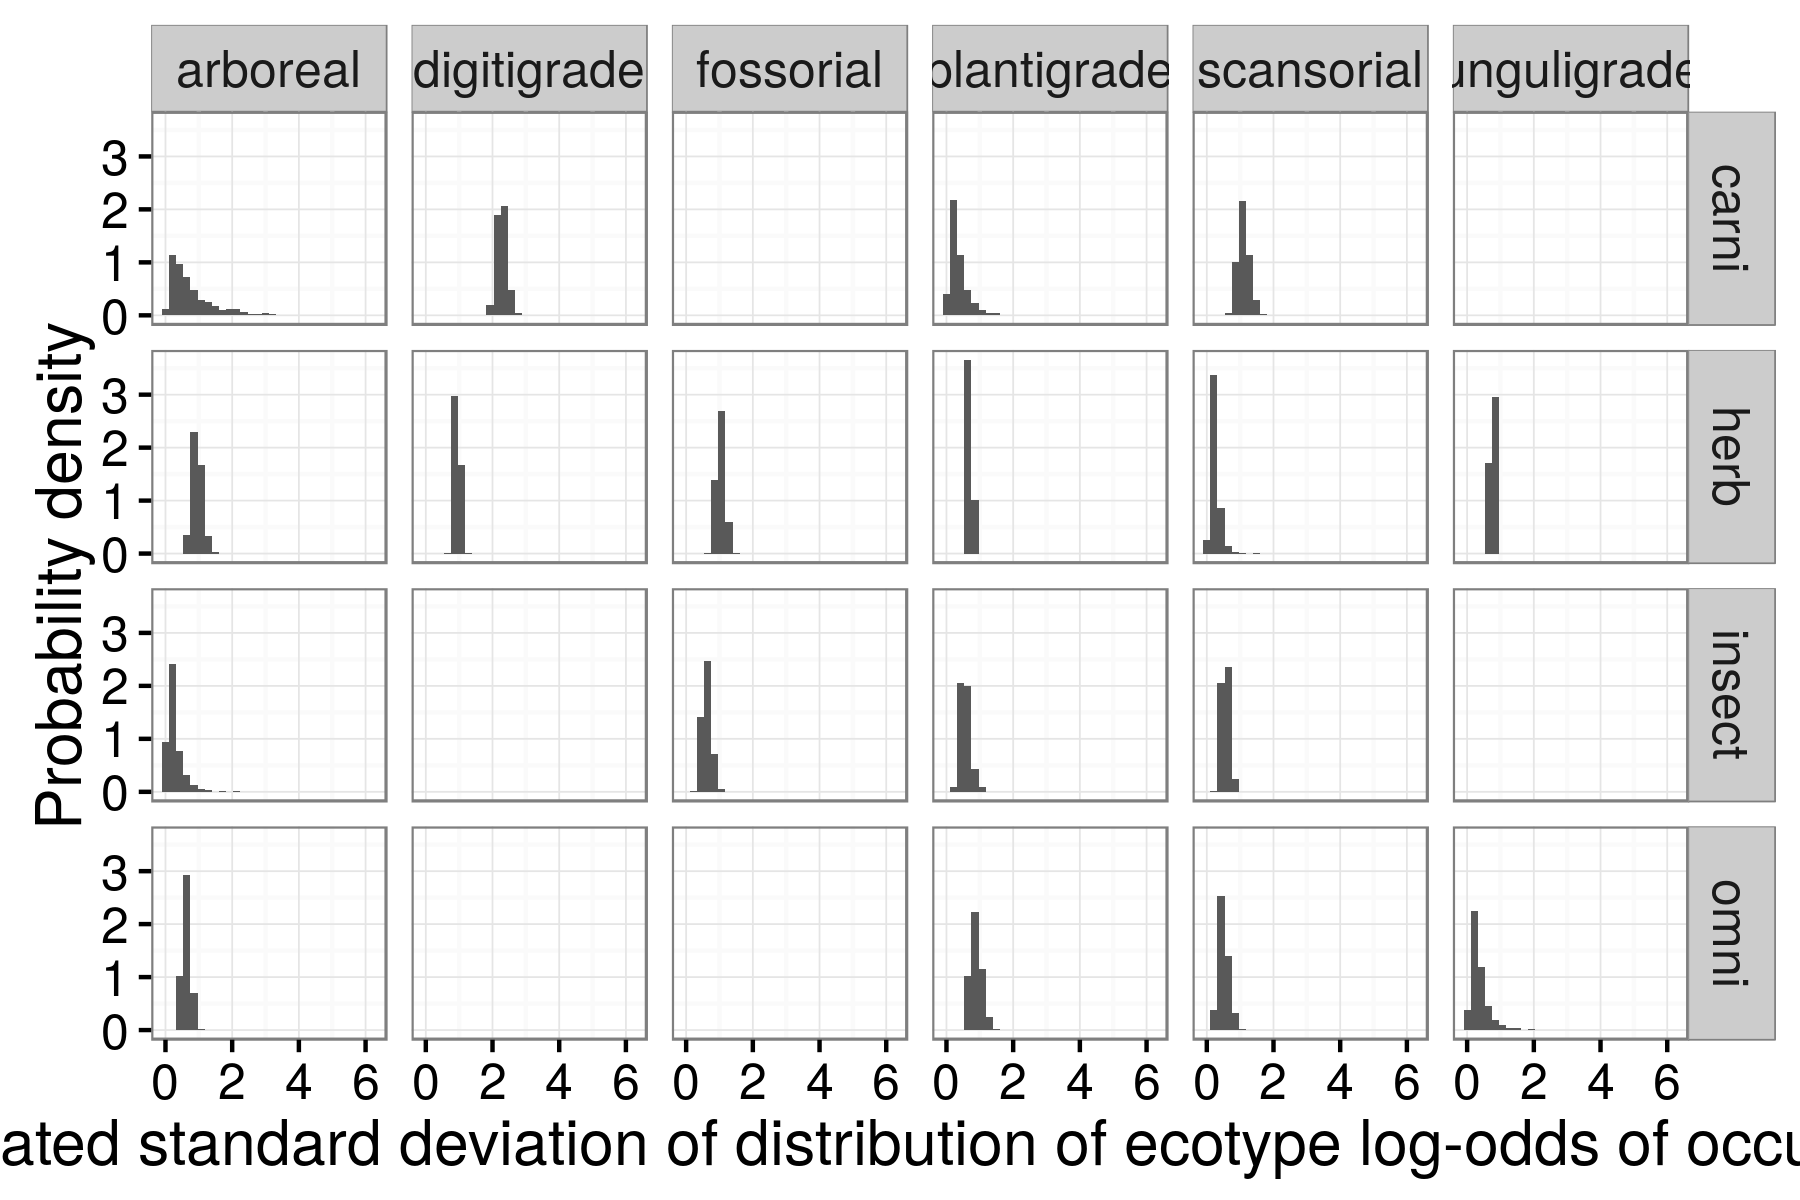 arboreal digitigrade fossorial plantigrade scansorial unguligrade
carni
herb
insect
omni
Probability density
3
2
1
0
3
2
1
0
3
2
1
0
3
2
1
0
0 2 4 6 0 2 4 6 0 2 4 6 0 2 4 6 0 2 4 6 0 2 4 6
ated standard deviation of distribution of ecotype log-odds of occu